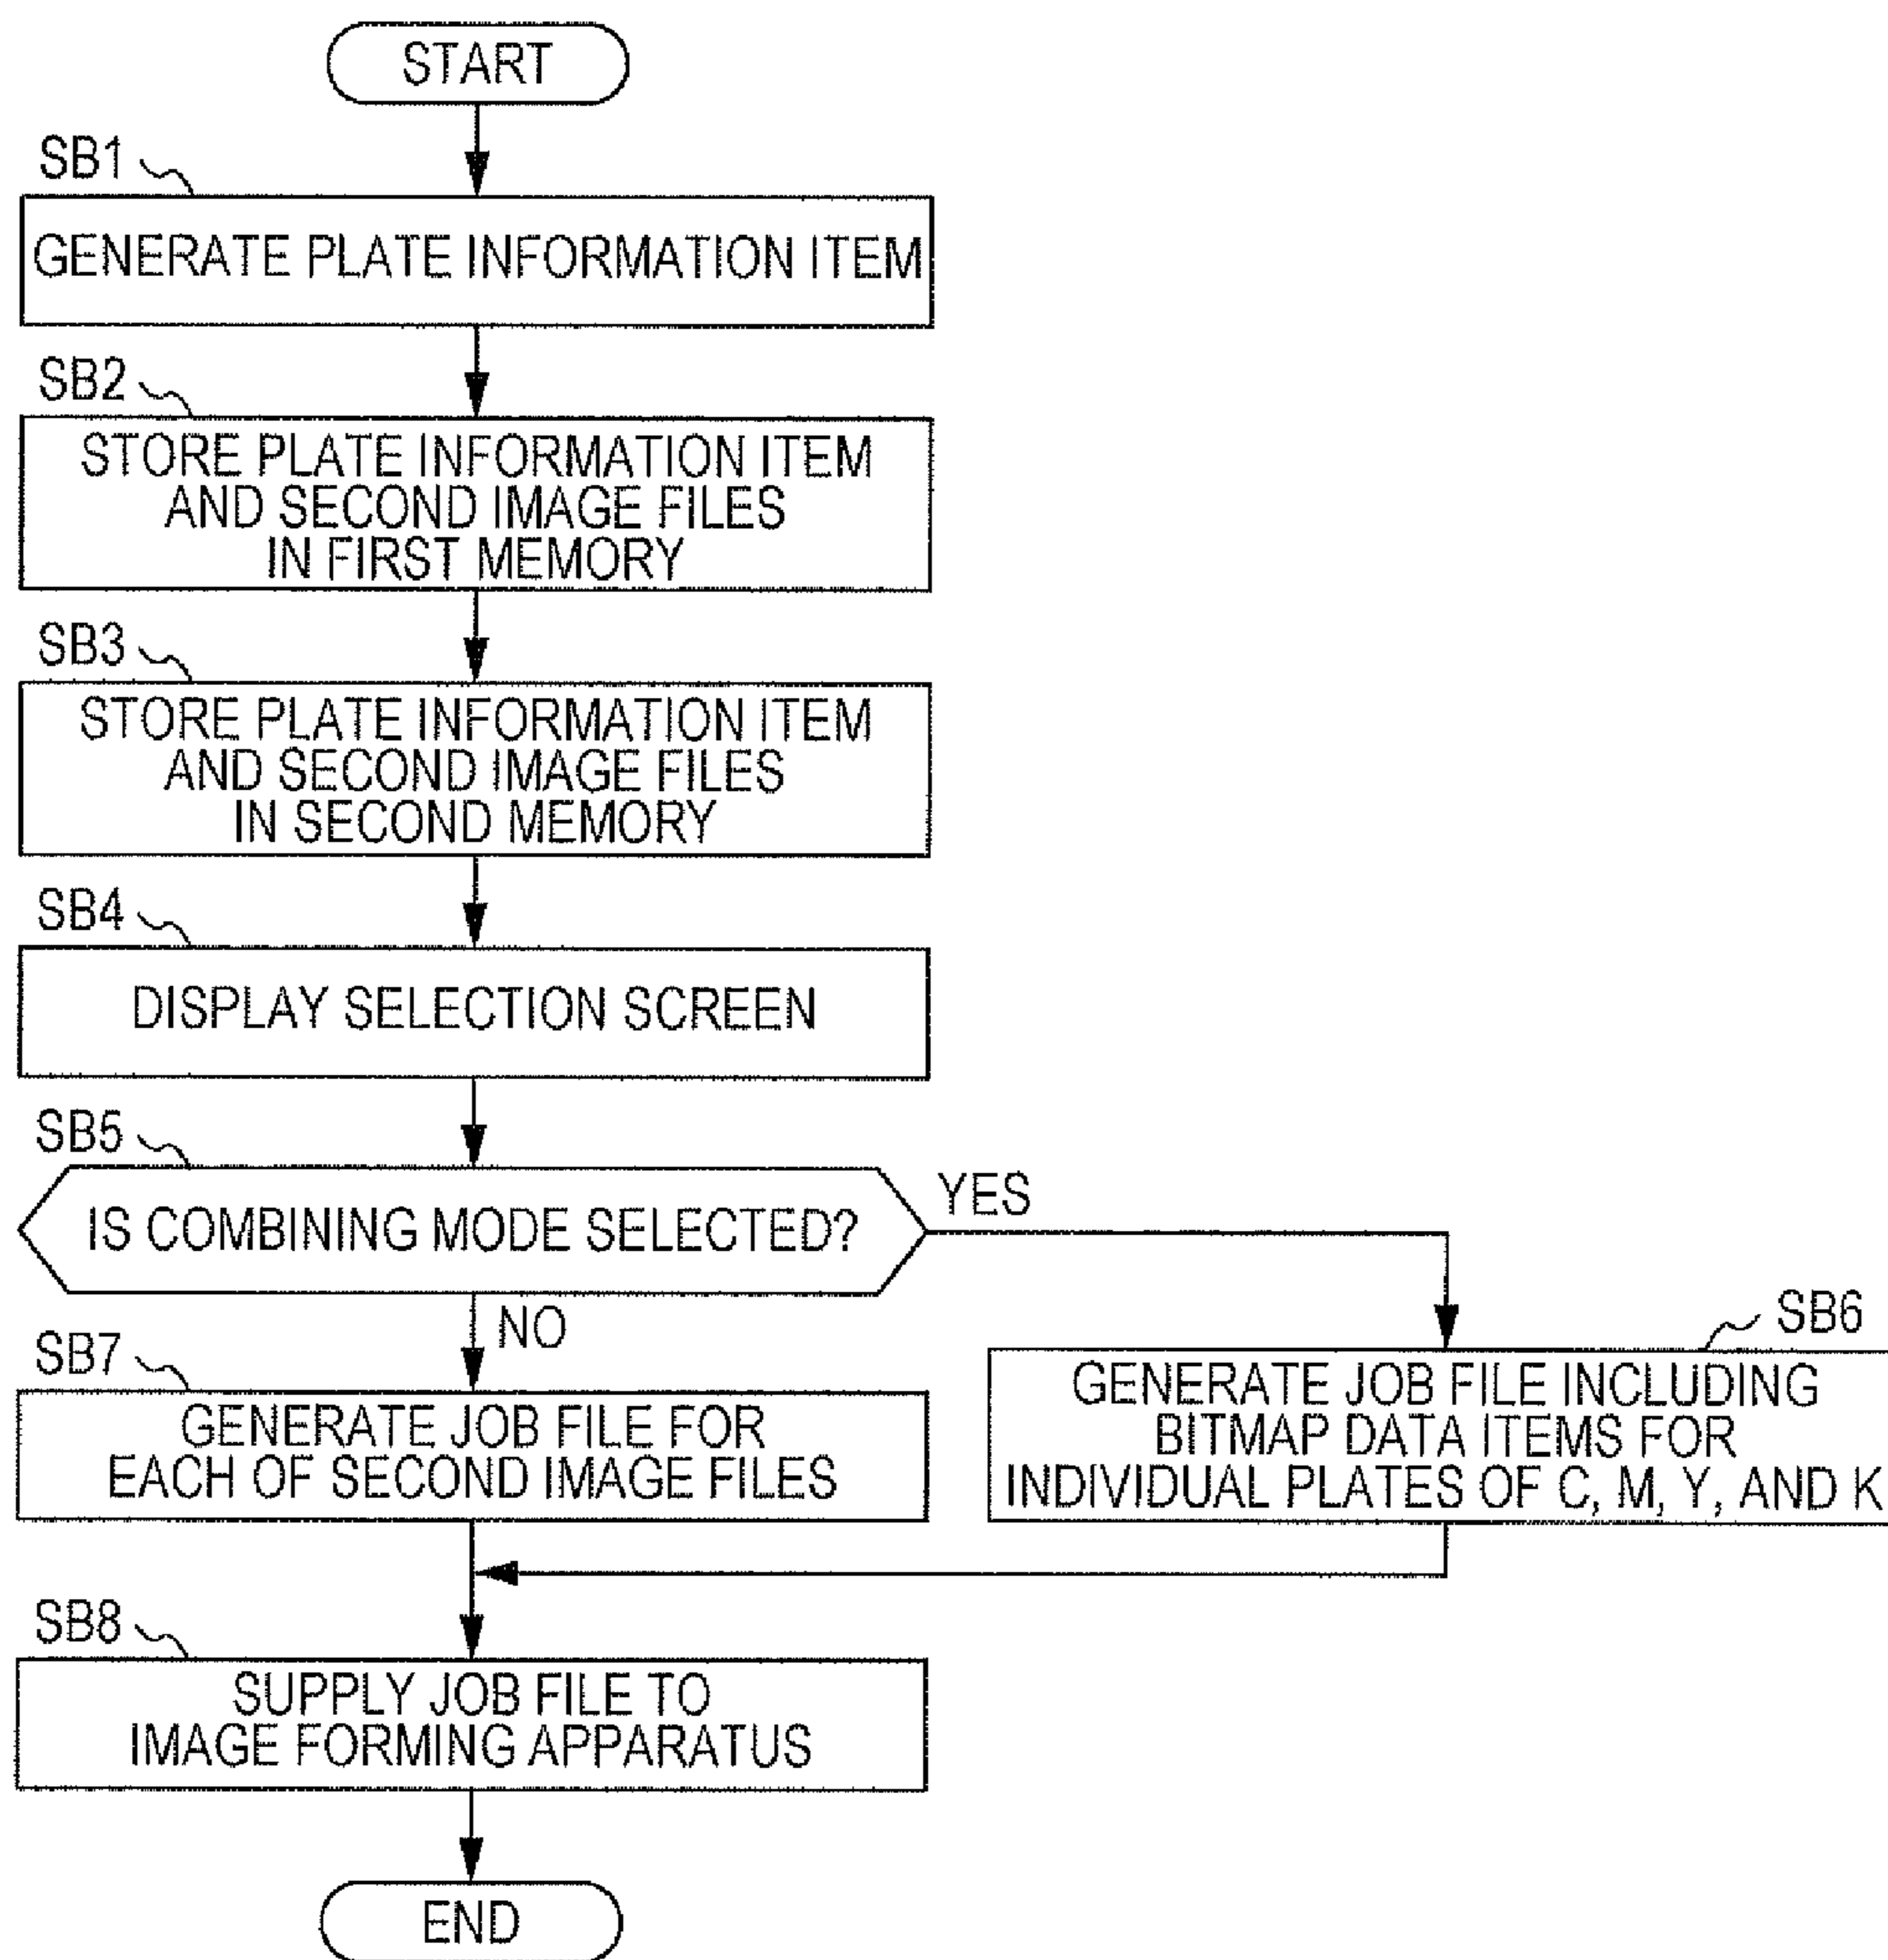 START
SB1
GENERATE PLATE INFORMATION ITEM
SB2
STORE PLATE INFORMATION ITEM
AND SECOND IMAGE FILES
IN FIRST MEMORY
SB3
STORE PLATE INFORMATION ITEM
AND SECOND IMAGE FILES
IN SECOND MEMORY
SB4
DISPLAY SELECTION SCREEN
SB5
IS COMBINING MODE SELECTED?
YES
NO
SB6
GENERATE JOB FILE INCLUDING
BITMAP DATA ITEMS FOR
INDIVIDUAL PLATES OF C, M, Y, AND K
SB7
GENERATE JOB FILE FOR
EACH OF SECOND IMAGE FILES
SB8
SUPPLY JOB FILE TO
IMAGE FORMING APPARATUS
END